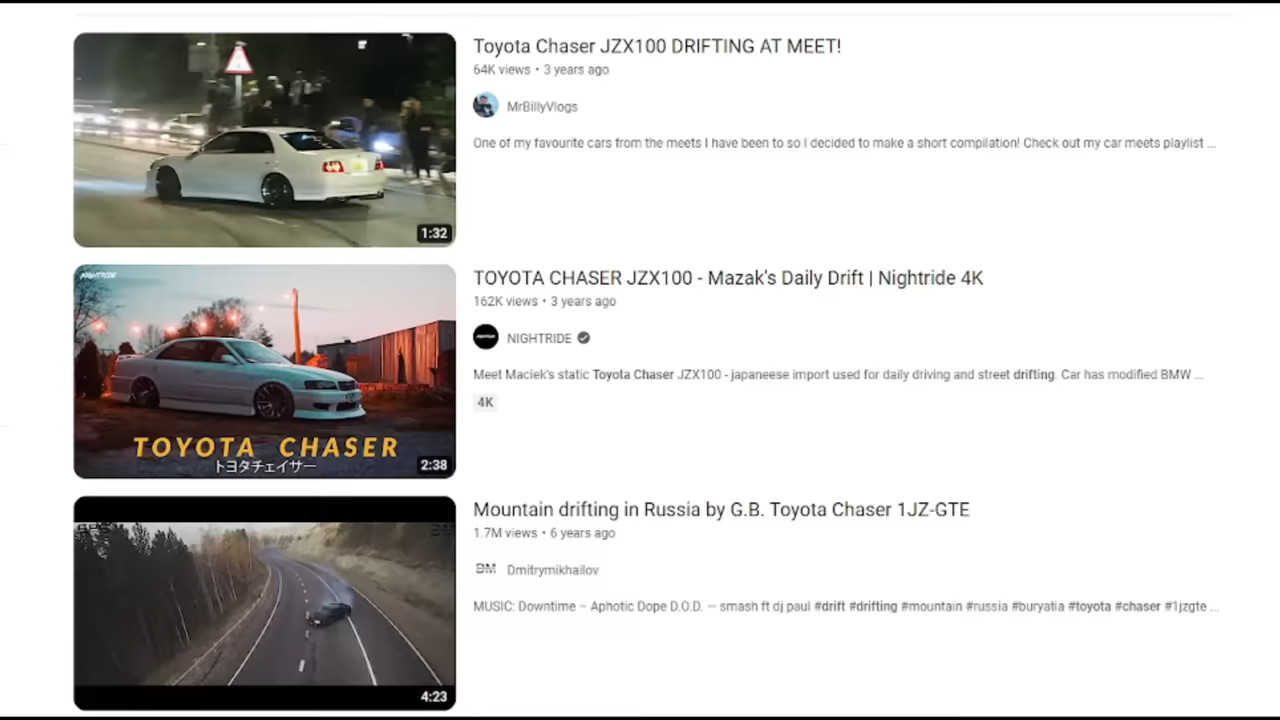 Toyota Chaser JZX100 DRIFTING AT MEET!
64K views • 3 years ago
MrBillyVlogs
One of my favourite cars from the meets I have been to so I decided to make a short compilation! Check out my car meets playlist ...
1:32
NIGHTRIDE
TOYOTA CHASER
トヨタチェイサー
2:38
TOYOTA CHASER JZX100 - Mazak's Daily Drift | Nightride 4K
162K views • 3 years ago
NIGHTRIDE
Meet Maciek's static Toyota Chaser JZX100 - japaneese import used for daily driving and street drifting. Car has modified BMW ...
4K
Mountain drifting in Russia by G.B. Toyota Chaser 1JZ-GTE
1.7M views • 6 years ago
Dmitrymikhailov
MUSIC: Downtime – Aphotic Dope D.O.D. — smash ft dj paul #drift #drifting #mountain #russia #buryatia #toyota #chaser #1jzgte ...
4:23